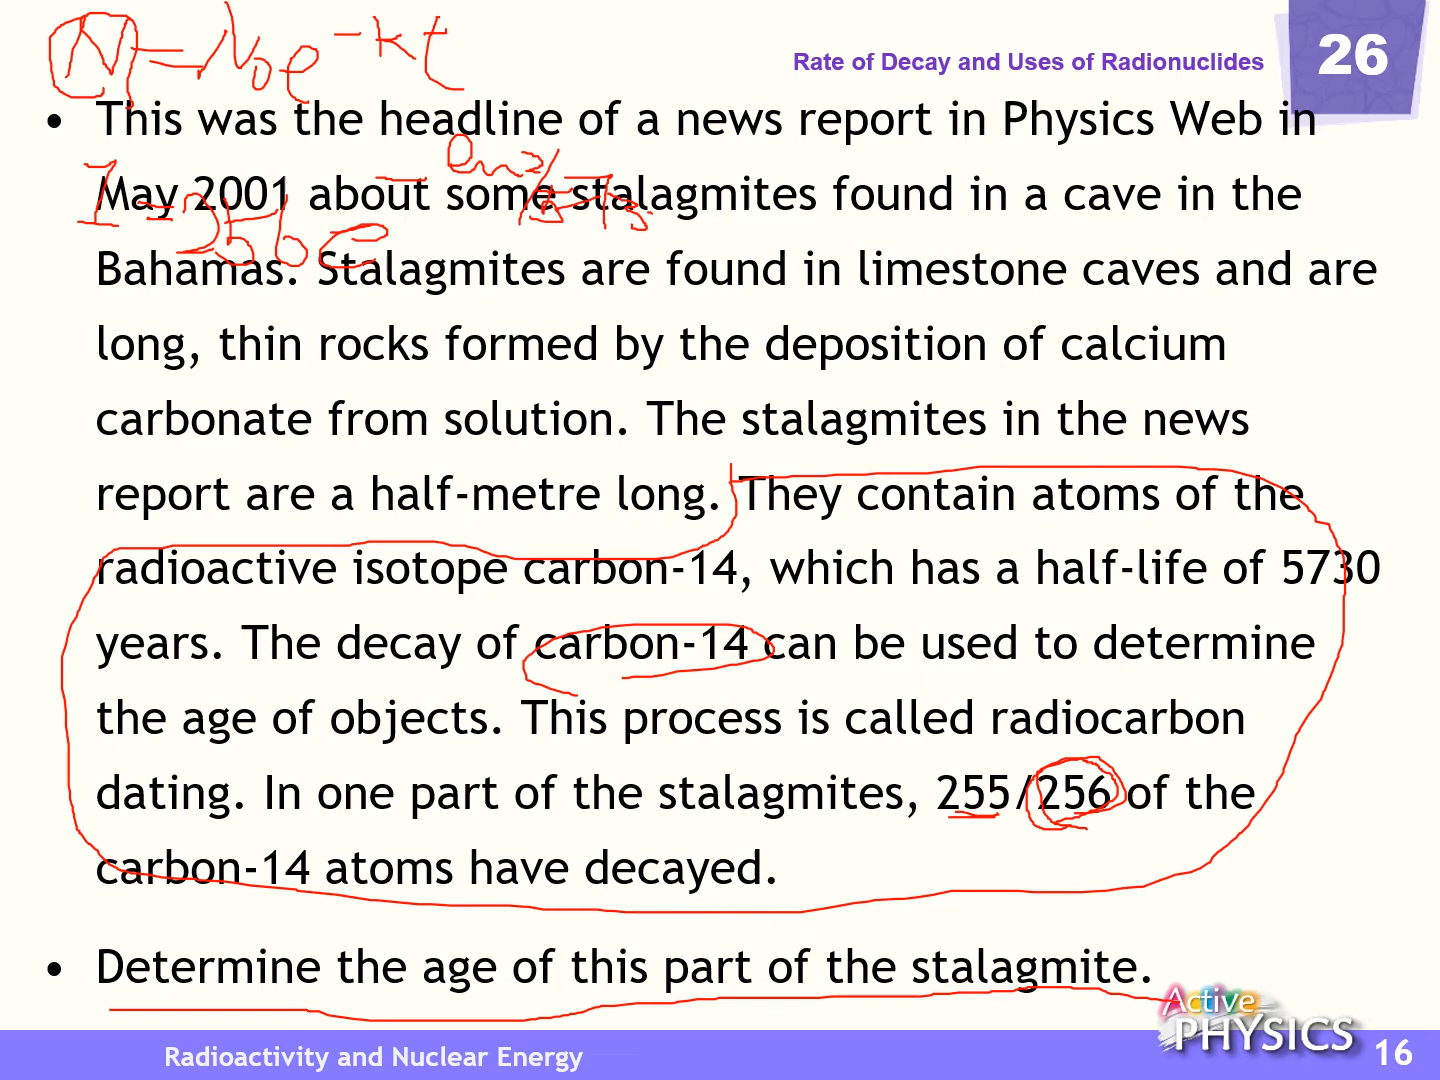 N = N₀e^-kt
Rate of Decay and Uses of Radionuclides
26
• This was the headline of a news report in Physics Web in
May 2001 about some stalagmites found in a cave in the
Bahamas. Stalagmites are found in limestone caves and are
long, thin rocks formed by the deposition of calcium
carbonate from solution. The stalagmites in the news
report are a half-metre long. They contain atoms of the
radioactive isotope carbon-14, which has a half-life of 5730
years. The decay of carbon-14 can be used to determine
the age of objects. This process is called radiocarbon
dating. In one part of the stalagmites, 255/256 of the
carbon-14 atoms have decayed.
1 = 256 e
• Determine the age of this part of the stalagmite.
Active
PHYSICS
Radioactivity and Nuclear Energy
16